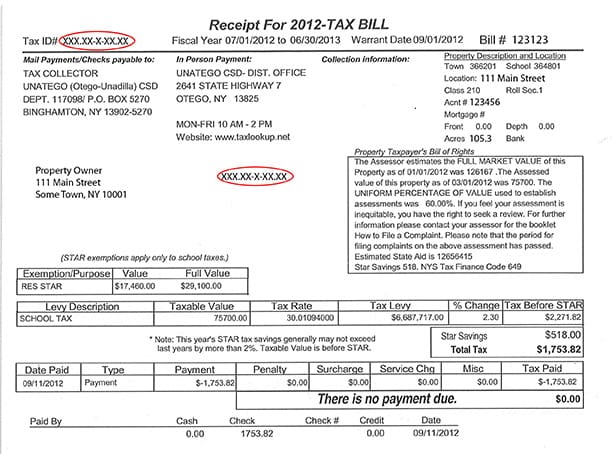 Receipt For 2012-TAX BILL
Tax ID# XXX.XX-X-XX.XX Fiscal Year 07/01/2012 to 06/30/2013 Warrant Date 09/01/2012 Bill # 123123
Mail Payments/Checks payable to:
TAX COLLECTOR
UNATEGO (Otego-Unadilla) CSD
DEPT. 117098/ P.O. BOX 5270
BINGHAMTON, NY 13902-5270
In Person Payment:
UNATEGO CSD- DIST. OFFICE
2641 STATE HIGHWAY 7
OTEGO, NY 13825
MON-FRI 10 AM - 2 PM
Website: www.taxlookup.net
Collection information:
Property Description and Location
Town 366201 School 364801
Location: 111 Main Street
Class 210 Roll Sec.1
Acnt # 123456
Mortgage #
Front 0.00 Depth 0.00
Acres 105.3 Bank
Property Owner
111 Main Street
Some Town, NY 10001
XXX.XX-X-XX.XX
Property Taxpayer's Bill of Rights
The Assessor estimates the FULL MARKET VALUE of this
Property as of 01/01/2012 was 126167 .The Assessed
value of this property as of 03/01/2012 was 75700. The
UNIFORM PERCENTAGE OF VALUE used to establish
assessments was 60.00%. If you feel your assessment is
inequitable, you have the right to seek a review. For further
information please contact your assessor for the booklet
How to File a Complaint. Please note that the period for
filing complaints on the above assessment has passed.
Estimated State Aid is 12656415
Star Savings 518. NYS Tax Finance Code 649
(STAR exemptions apply only to school taxes.)
Exemption/Purpose Value Full Value
RES STAR $17,460.00 $29,100.00
Levy Description Taxable Value Tax Rate Tax Levy % Change Tax Before STAR
SCHOOL TAX 75700.00 30.01094000 $6,687,717.00 2.30 $2,271.82
* Note: This year's STAR tax savings generally may not exceed
last years by more than 2%. Taxable Value is before STAR.
Star Savings $518.00
Total Tax $1,753.82
Date Paid Type Payment Penalty Surcharge Service Chg Misc Tax Paid
09/11/2012 Payment $-1,753.82 $0.00 $0.00 $0.00 $0.00 $-1,753.82
There is no payment due. $0.00
Paid By Cash Check Check # Credit Date
0.00 1753.82 0.00 09/11/2012